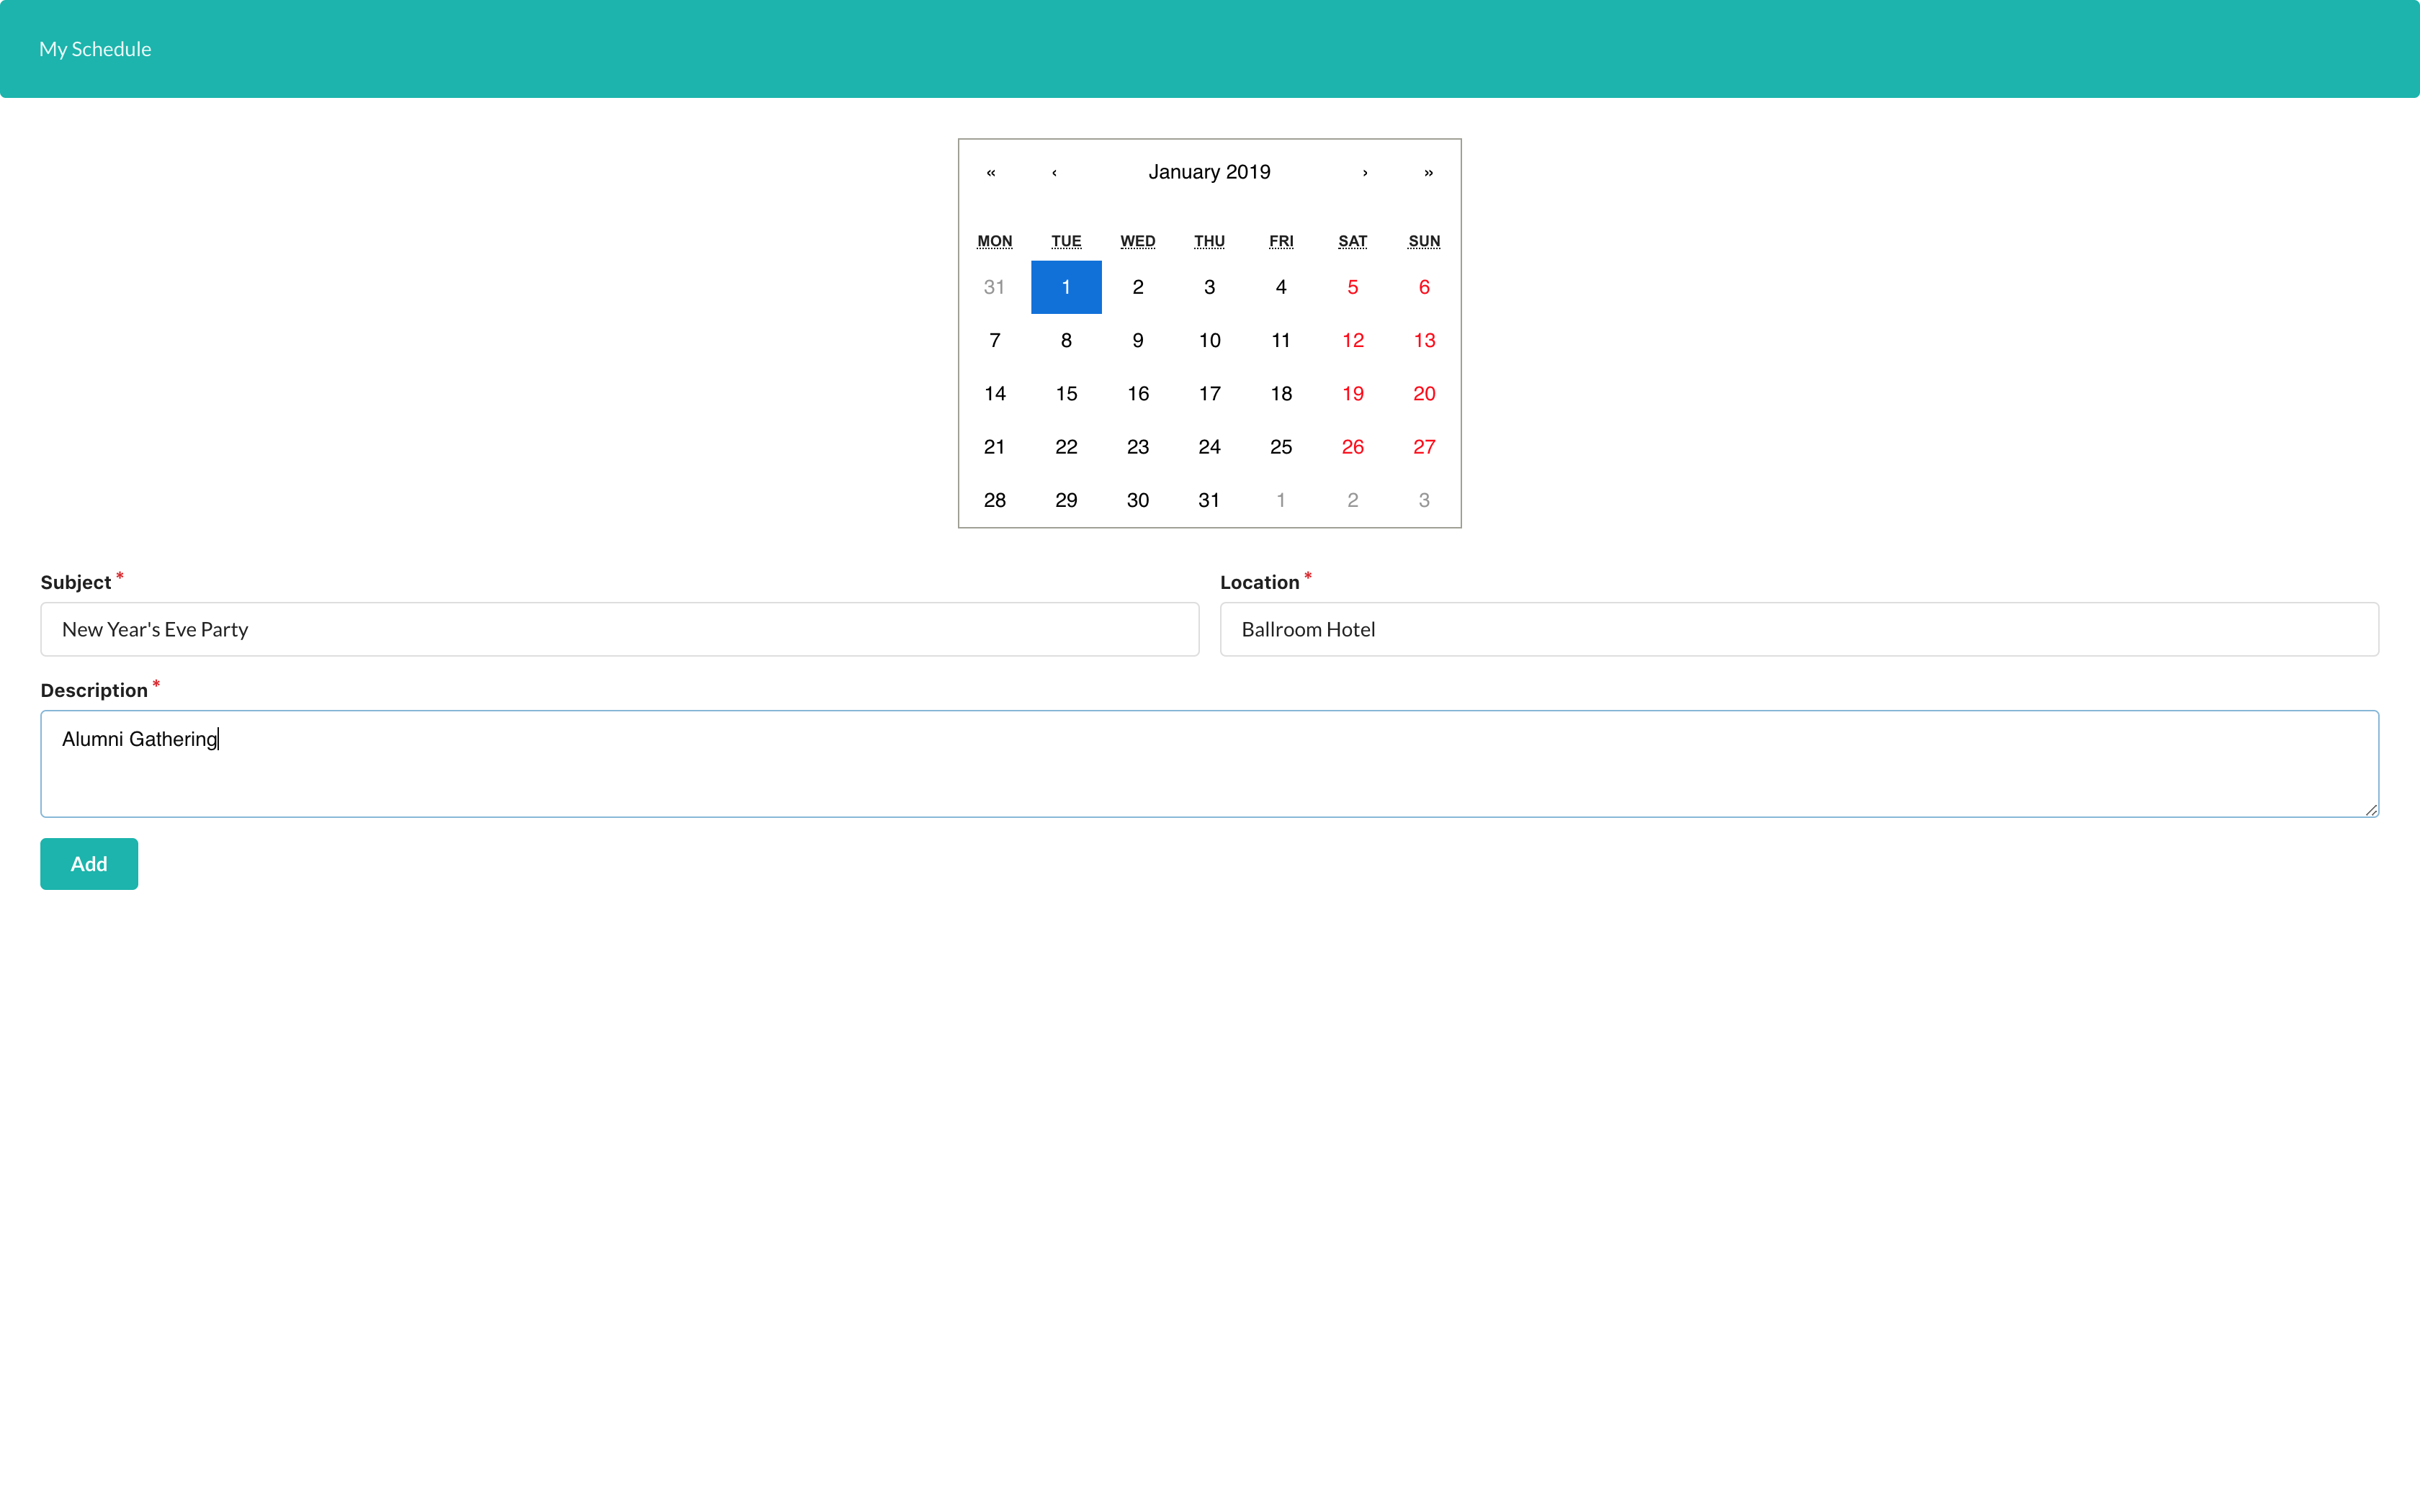 My Schedule
« ‹ January 2019 › »
MON TUE WED THU FRI SAT SUN
31 1 2 3 4 5 6
7 8 9 10 11 12 13
14 15 16 17 18 19 20
21 22 23 24 25 26 27
28 29 30 31 1 2 3
Subject * Location *
New Year's Eve Party Ballroom Hotel
Description *
Alumni Gathering
Add